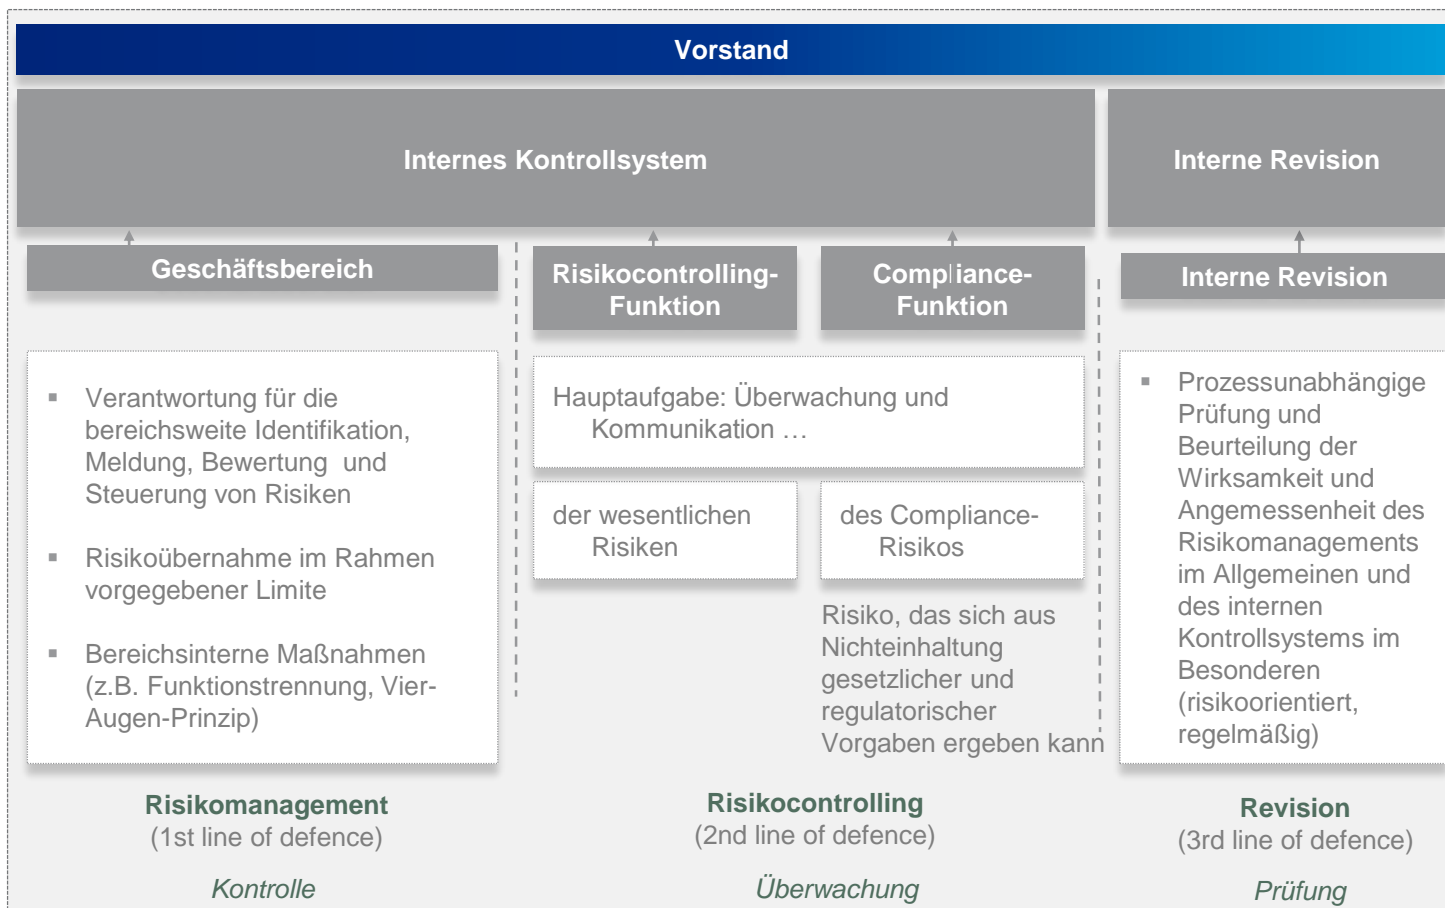 Vorstand
Internes Kontrollsystem
Interne Revision
Geschäftsbereich
Risikocontrolling-
Funktion
Compliance-
Funktion
Interne Revision
▪ Verantwortung für die
bereichsweite Identifikation,
Meldung, Bewertung und
Steuerung von Risiken
▪ Risikoübernahme im Rahmen
vorgegebener Limite
▪ Bereichsinterne Maßnahmen
(z.B. Funktionstrennung, Vier-
Augen-Prinzip)
Hauptaufgabe: Überwachung und
Kommunikation …
der wesentlichen
Risiken
des Compliance-
Risikos
Risiko, das sich aus
Nichteinhaltung
gesetzlicher und
regulatorischer
Vorgaben ergeben kann
▪ Prozessunabhängige
Prüfung und
Beurteilung der
Wirksamkeit und
Angemessenheit des
Risikomanagements
im Allgemeinen und
des internen
Kontrollsystems im
Besonderen
(risikoorientiert,
regelmäßig)
Risikomanagement
(1st line of defence)
Kontrolle
Risikocontrolling
(2nd line of defence)
Überwachung
Revision
(3rd line of defence)
Prüfung